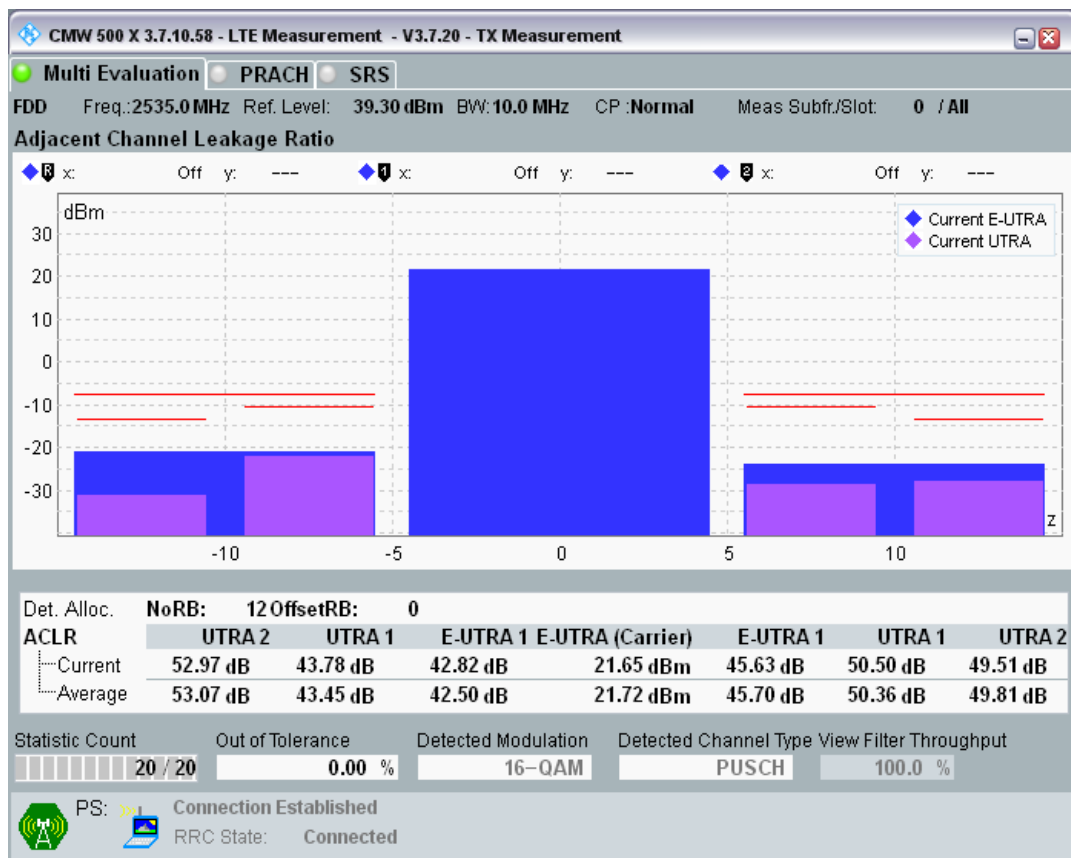 CMW 500 X 3.7.10.58 - LTE Measurement - V3.7.20 - TX Measurement
Multi Evaluation PRACH SRS
FDD Freq.:2535.0 MHz Ref. Level: 39.30 dBm BW:10.0 MHz CP :Normal Meas Subfr./Slot: 0 / All
Adjacent Channel Leakage Ratio
R x: Off y: --- 1 x: Off y: --- 2 x: Off y: ---
dBm
Current E-UTRA
Current UTRA
30
20
10
0
-10
-20
-30
z
-10 -5 0 5 10
Det. Alloc. NoRB: 12 OffsetRB: 0
ACLR UTRA 2 UTRA 1 E-UTRA 1 E-UTRA (Carrier) E-UTRA 1 UTRA 1 UTRA 2
Current 52.97 dB 43.78 dB 42.82 dB 21.65 dBm 45.63 dB 50.50 dB 49.51 dB
Average 53.07 dB 43.45 dB 42.50 dB 21.72 dBm 45.70 dB 50.36 dB 49.81 dB
Statistic Count Out of Tolerance Detected Modulation Detected Channel Type View Filter Throughput
20 / 20 0.00 % 16-QAM PUSCH 100.0 %
PS: Connection Established
RRC State: Connected